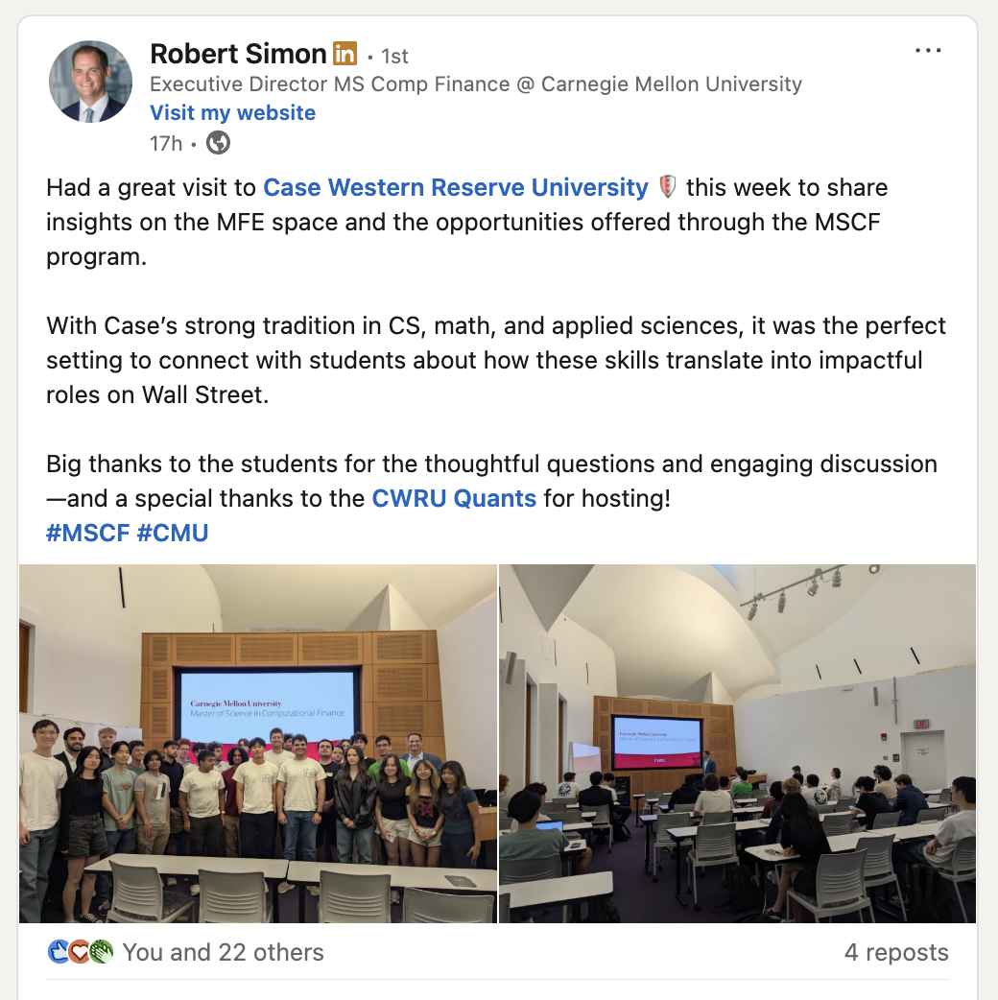 Robert Simon in • 1st
Executive Director MS Comp Finance @ Carnegie Mellon University
Visit my website
17h •
Had a great visit to Case Western Reserve University 🛡️ this week to share
insights on the MFE space and the opportunities offered through the MSCF
program.
With Case’s strong tradition in CS, math, and applied sciences, it was the perfect
setting to connect with students about how these skills translate into impactful
roles on Wall Street.
Big thanks to the students for the thoughtful questions and engaging discussion
—and a special thanks to the CWRU Quants for hosting!
#MSCF #CMU
Carnegie Mellon University
Master of Science in Computational Finance
Carnegie Mellon University
Master of Science in Computational Finance
CWRU
EXIT
You and 22 others
4 reposts